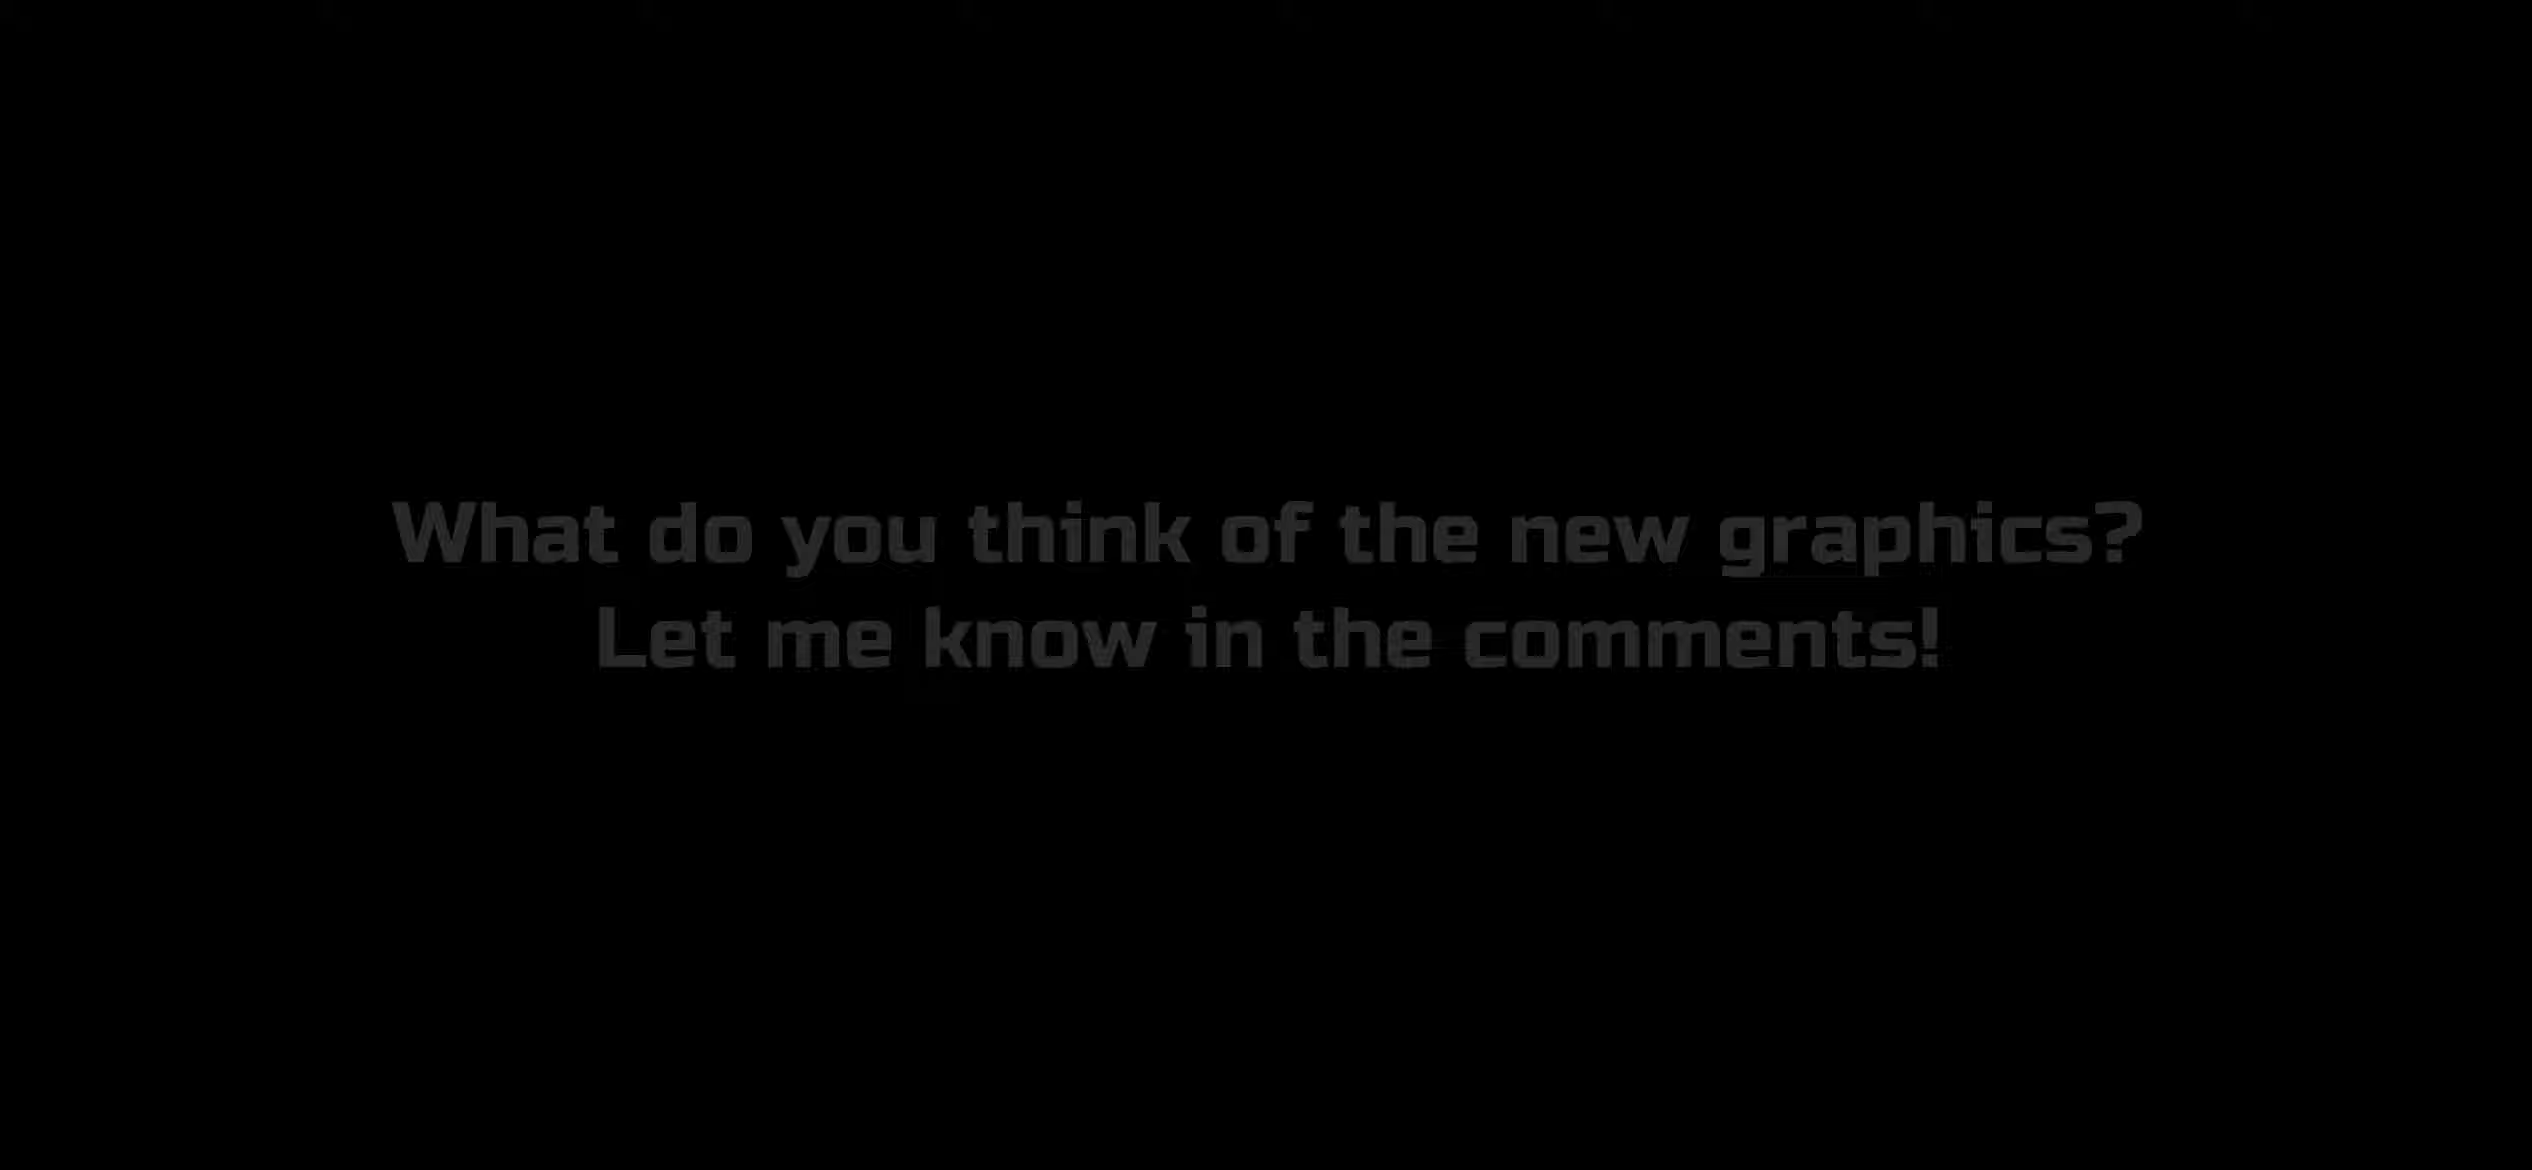 What do you think of the new graphics?
Let me know in the comments!